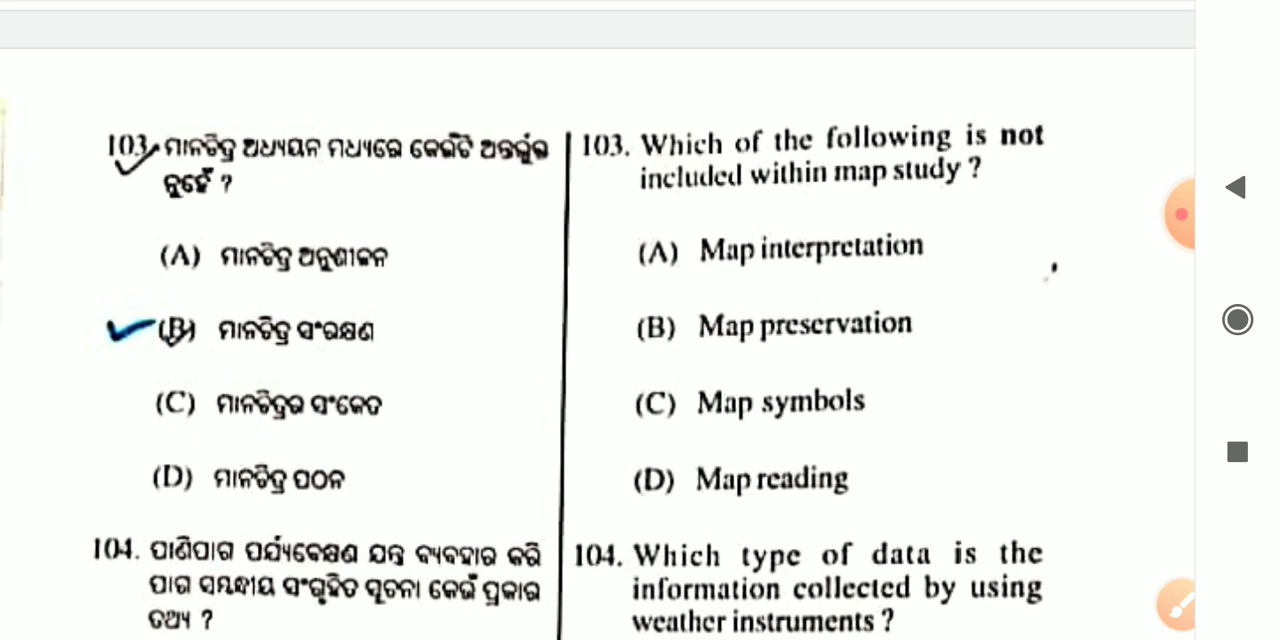 103. ମାନଚିତ୍ର ଅଧ୍ୟୟନ ମଧ୍ୟରେ କେଉଁଟି ଅନ୍ତର୍ଭୁକ୍ତ
ନୁହେଁ ?
(A) ମାନଚିତ୍ର ଅନୁଶୀଳନ
(B) ମାନଚିତ୍ର ସଂରକ୍ଷଣ
(C) ମାନଚିତ୍ରର ସଂକେତ
(D) ମାନଚିତ୍ର ପଠନ
104. ପାଣିପାଗ ପର୍ଯ୍ୟବେକ୍ଷଣ ଯନ୍ତ୍ର ବ୍ୟବହାର କରି
ପାଗ ସମ୍ବନ୍ଧୀୟ ସଂଗୃହିତ ସୂଚନା କେଉଁ ପ୍ରକାର
ତଥ୍ୟ ?
103. Which of the following is not
included within map study ?
(A) Map interpretation
(B) Map preservation
(C) Map symbols
(D) Map reading
104. Which type of data is the
information collected by using
weather instruments ?